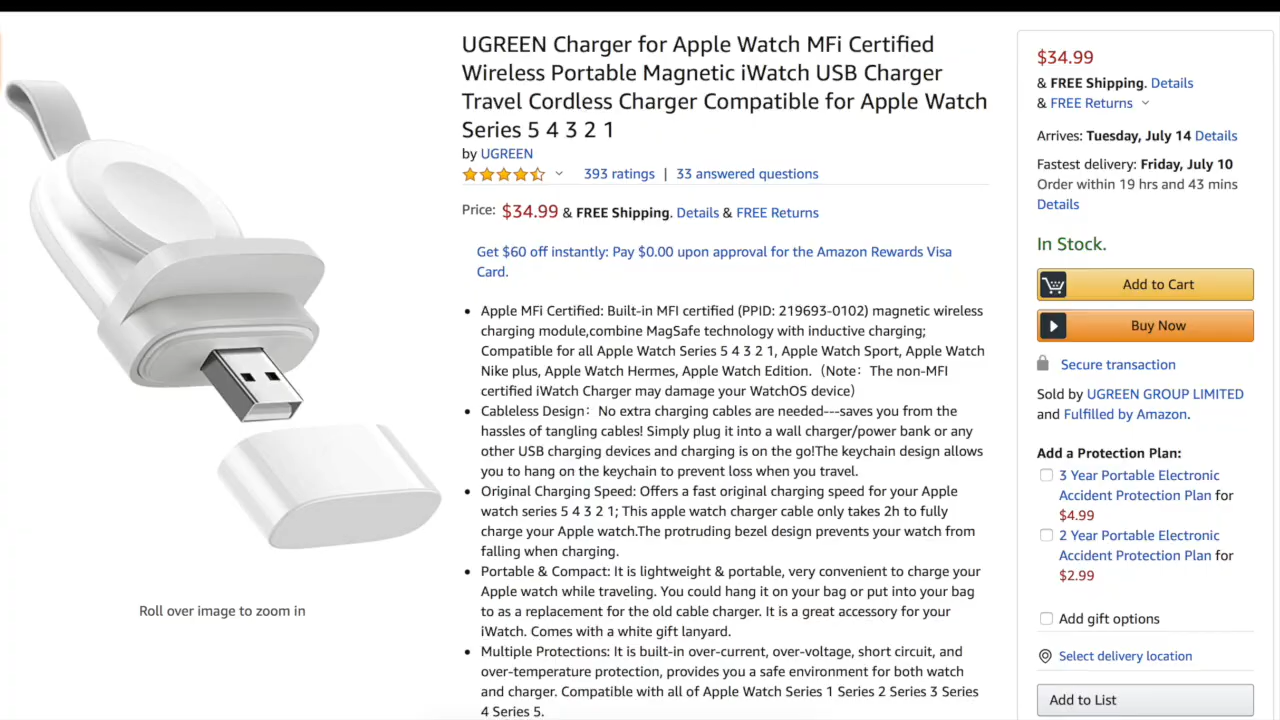 UGREEN Charger for Apple Watch MFi Certified
Wireless Portable Magnetic iWatch USB Charger
Travel Cordless Charger Compatible for Apple Watch
Series 5 4 3 2 1
by UGREEN
393 ratings | 33 answered questions
Price: $34.99 & FREE Shipping. Details & FREE Returns
Get $60 off instantly: Pay $0.00 upon approval for the Amazon Rewards Visa
Card.
• Apple MFi Certified: Built-in MFI certified (PPID: 219693-0102) magnetic wireless
charging module,combine MagSafe technology with inductive charging;
Compatible for all Apple Watch Series 5 4 3 2 1, Apple Watch Sport, Apple Watch
Nike plus, Apple Watch Hermes, Apple Watch Edition.（Note：The non-MFI
certified iWatch Charger may damage your WatchOS device）
• Cableless Design：No extra charging cables are needed---saves you from the
hassles of tangling cables! Simply plug it into a wall charger/power bank or any
other USB charging devices and charging is on the go!The keychain design allows
you to hang on the keychain to prevent loss when you travel.
• Original Charging Speed: Offers a fast original charging speed for your Apple
watch series 5 4 3 2 1; This apple watch charger cable only takes 2h to fully
charge your Apple watch.The protruding bezel design prevents your watch from
falling when charging.
• Portable & Compact: It is lightweight & portable, very convenient to charge your
Apple watch while traveling. You could hang it on your bag or put into your bag
to as a replacement for the old cable charger. It is a great accessory for your
iWatch. Comes with a white gift lanyard.
• Multiple Protections: It is built-in over-current, over-voltage, short circuit, and
over-temperature protection, provides you a safe environment for both watch
and charger. Compatible with all of Apple Watch Series 1 Series 2 Series 3 Series
4 Series 5.
Roll over image to zoom in
$34.99
& FREE Shipping. Details
& FREE Returns
Arrives: Tuesday, July 14 Details
Fastest delivery: Friday, July 10
Order within 19 hrs and 43 mins
Details
In Stock.
Add to Cart
Buy Now
Secure transaction
Sold by UGREEN GROUP LIMITED
and Fulfilled by Amazon.
Add a Protection Plan:
3 Year Portable Electronic
Accident Protection Plan for
$4.99
2 Year Portable Electronic
Accident Protection Plan for
$2.99
Add gift options
Select delivery location
Add to List